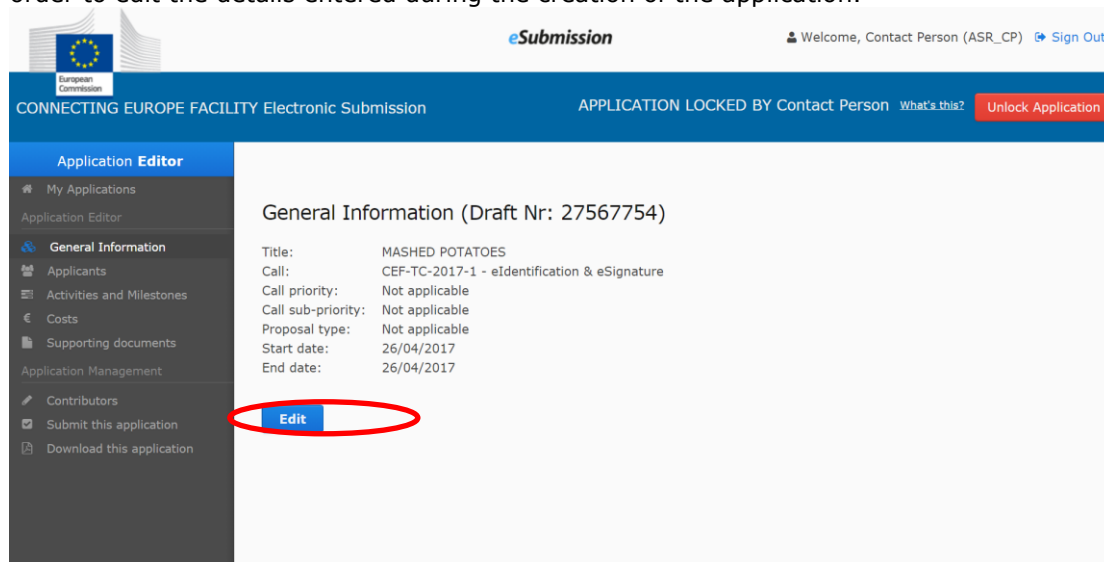 order to edit the details entered during the creation of the application.
eSubmission
Welcome, Contact Person (ASR_CP) Sign Out
European
Commission
CONNECTING EUROPE FACILITY Electronic Submission
APPLICATION LOCKED BY Contact Person What's this? Unlock Application
Application Editor
My Applications
Application Editor
General Information
Applicants
Activities and Milestones
€ Costs
Supporting documents
Application Management
Contributors
Submit this application
Download this application
General Information (Draft Nr: 27567754)
Title: MASHED POTATOES
Call: CEF-TC-2017-1 - eIdentification & eSignature
Call priority: Not applicable
Call sub-priority: Not applicable
Proposal type: Not applicable
Start date: 26/04/2017
End date: 26/04/2017
Edit